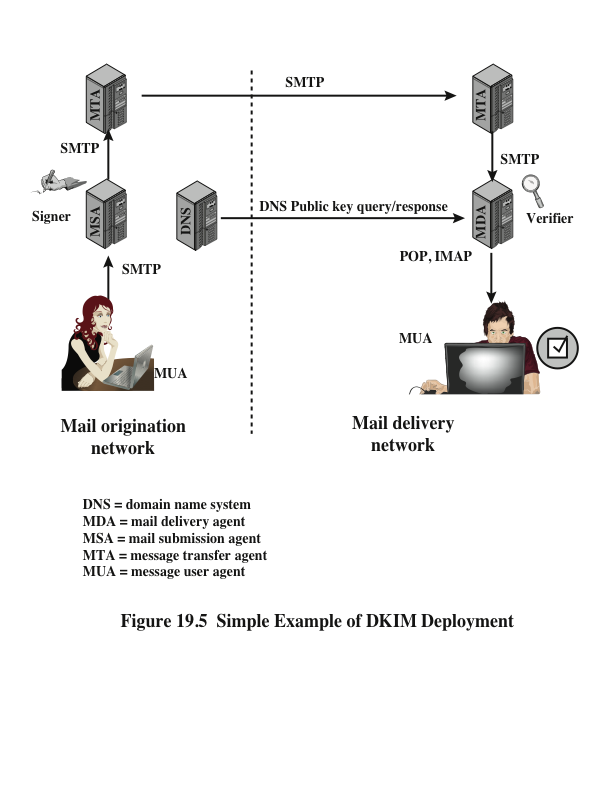 SMTP
MTA
MTA
SMTP
SMTP
Signer
MSA
DNS
DNS Public key query/response
MDA
Verifier
SMTP
POP, IMAP
MUA
MUA
Mail origination
network
Mail delivery
network
DNS = domain name system
MDA = mail delivery agent
MSA = mail submission agent
MTA = message transfer agent
MUA = message user agent
Figure 19.5 Simple Example of DKIM Deployment